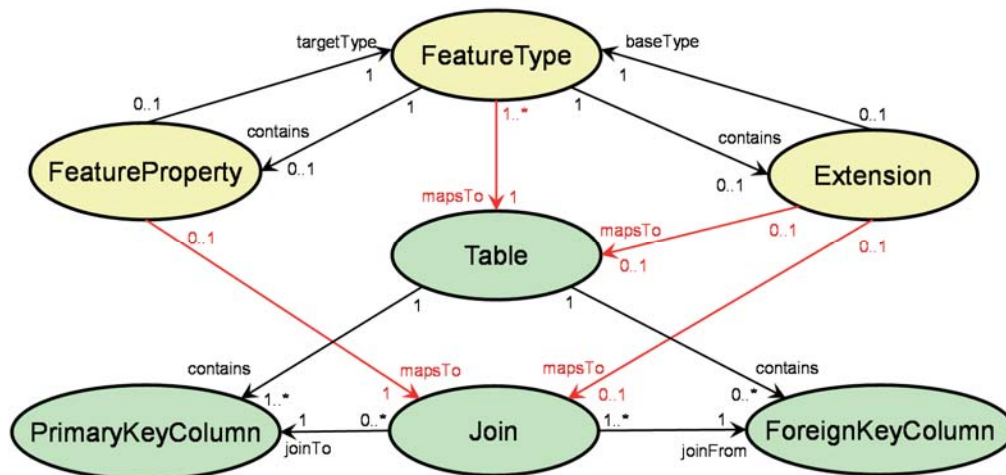 targetType
FeatureType
baseType
1
1
0..1
1
1..*
1
0..1
contains
contains
FeatureProperty
0..1
0..1
Extension
mapsTo
1
0..1
mapsTo
0..1
0..1
Table
0..1
1
1
contains
mapsTo
mapsTo
contains
1..*
1
0..1
0..*
PrimaryKeyColumn
1
0..*
Join
1..*
1
ForeignKeyColumn
joinTo
joinFrom